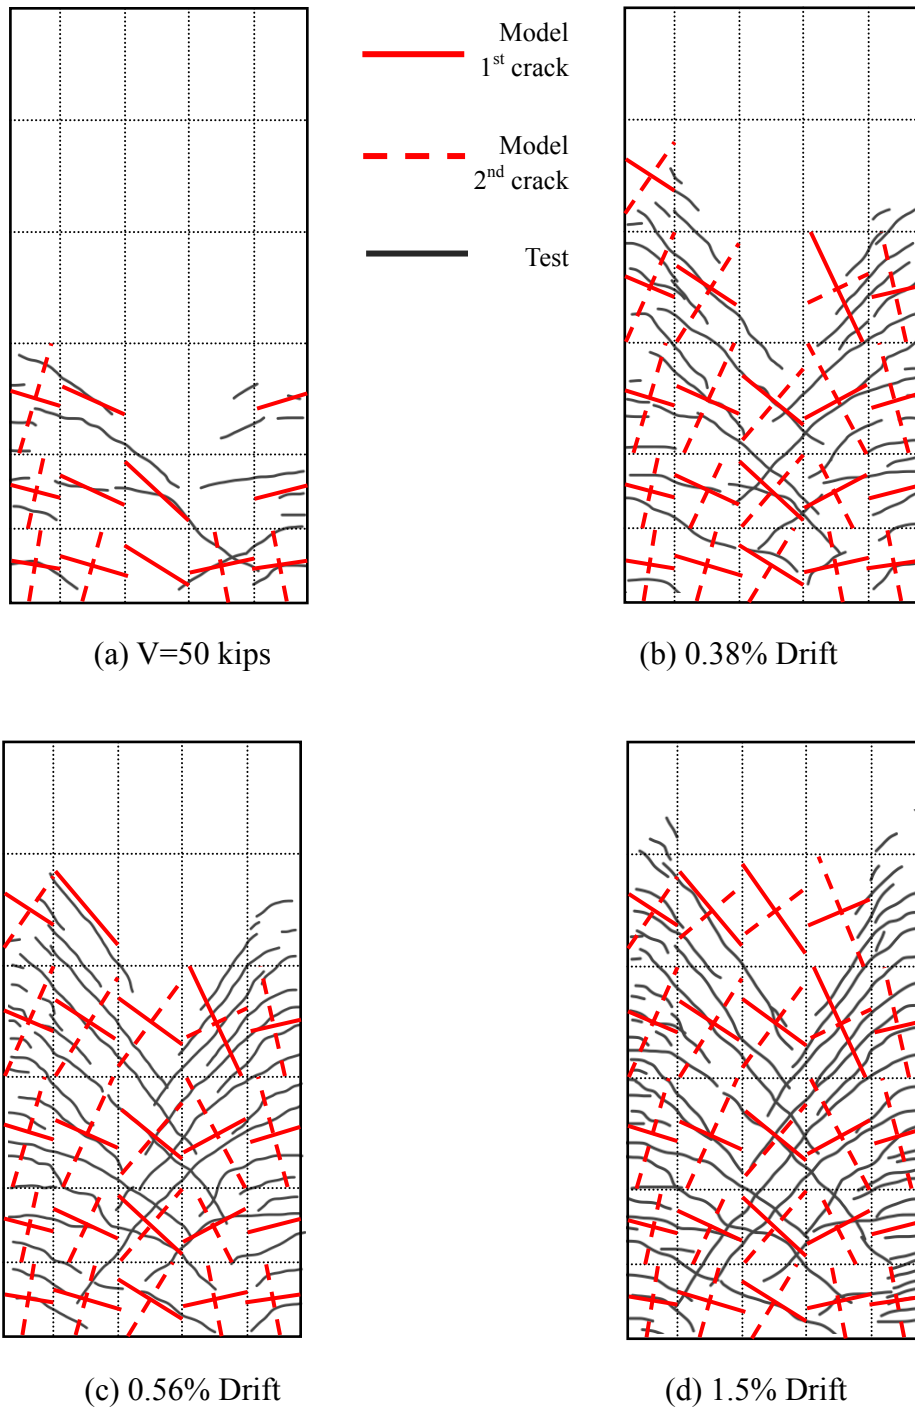 Model
1st crack
Model
2nd crack
Test
(a) V=50 kips
(b) 0.38% Drift
(c) 0.56% Drift
(d) 1.5% Drift